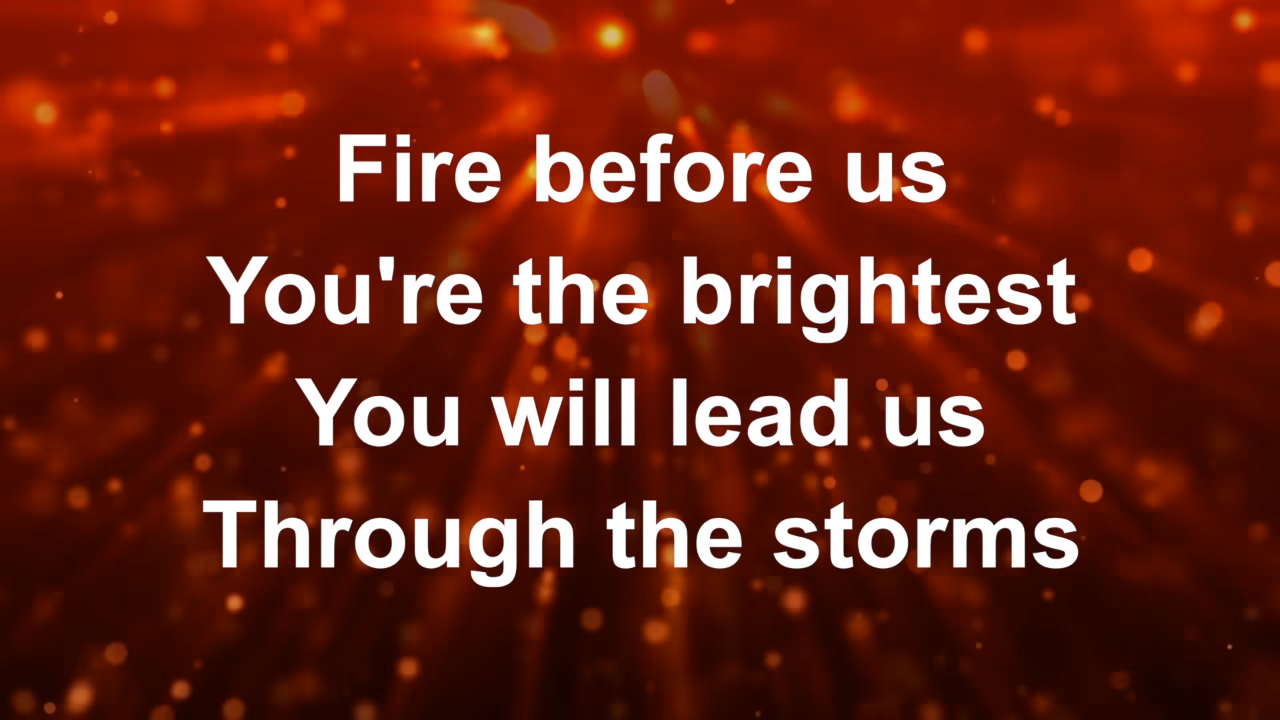 Fire before us
You're the brightest
You will lead us
Through the storms